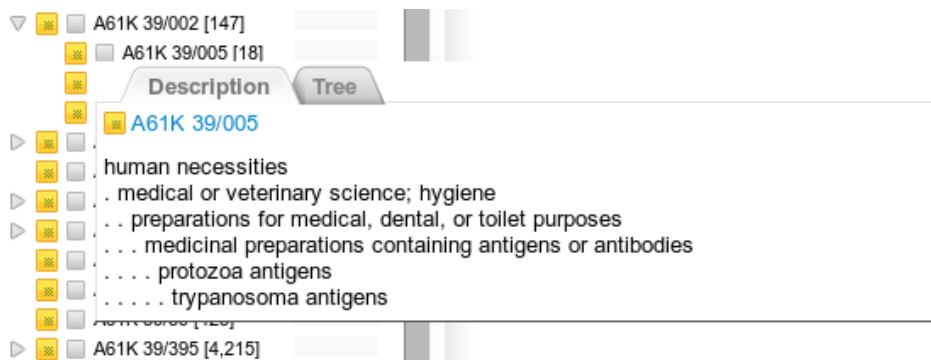 A61K 39/002 [147]
A61K 39/005 [18]
Description Tree
A61K 39/005
human necessities
. medical or veterinary science; hygiene
. . preparations for medical, dental, or toilet purposes
. . . medicinal preparations containing antigens or antibodies
. . . . protozoa antigens
. . . . . trypanosoma antigens
A61K 39/395 [4,215]